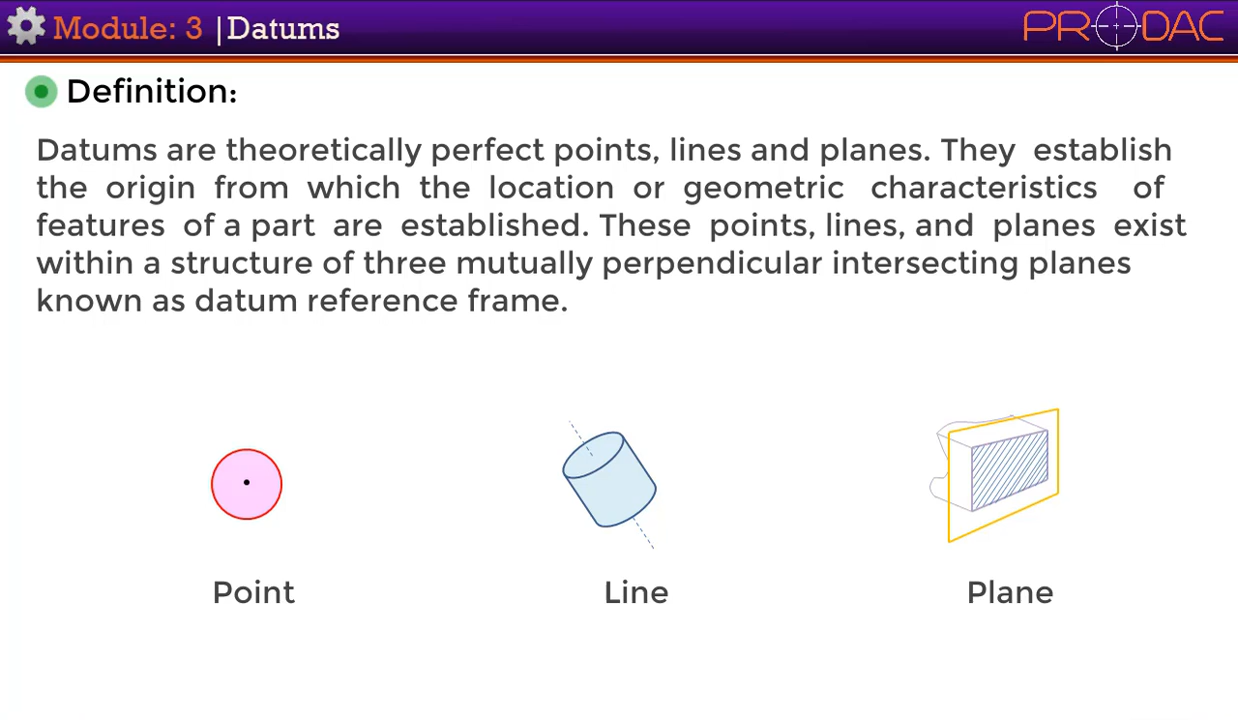 Module: 3 |Datums
PRODAC
Definition:
Datums are theoretically perfect points, lines and planes. They establish
the origin from which the location or geometric characteristics of
features of a part are established. These points, lines, and planes exist
within a structure of three mutually perpendicular intersecting planes
known as datum reference frame.
Point
Line
Plane